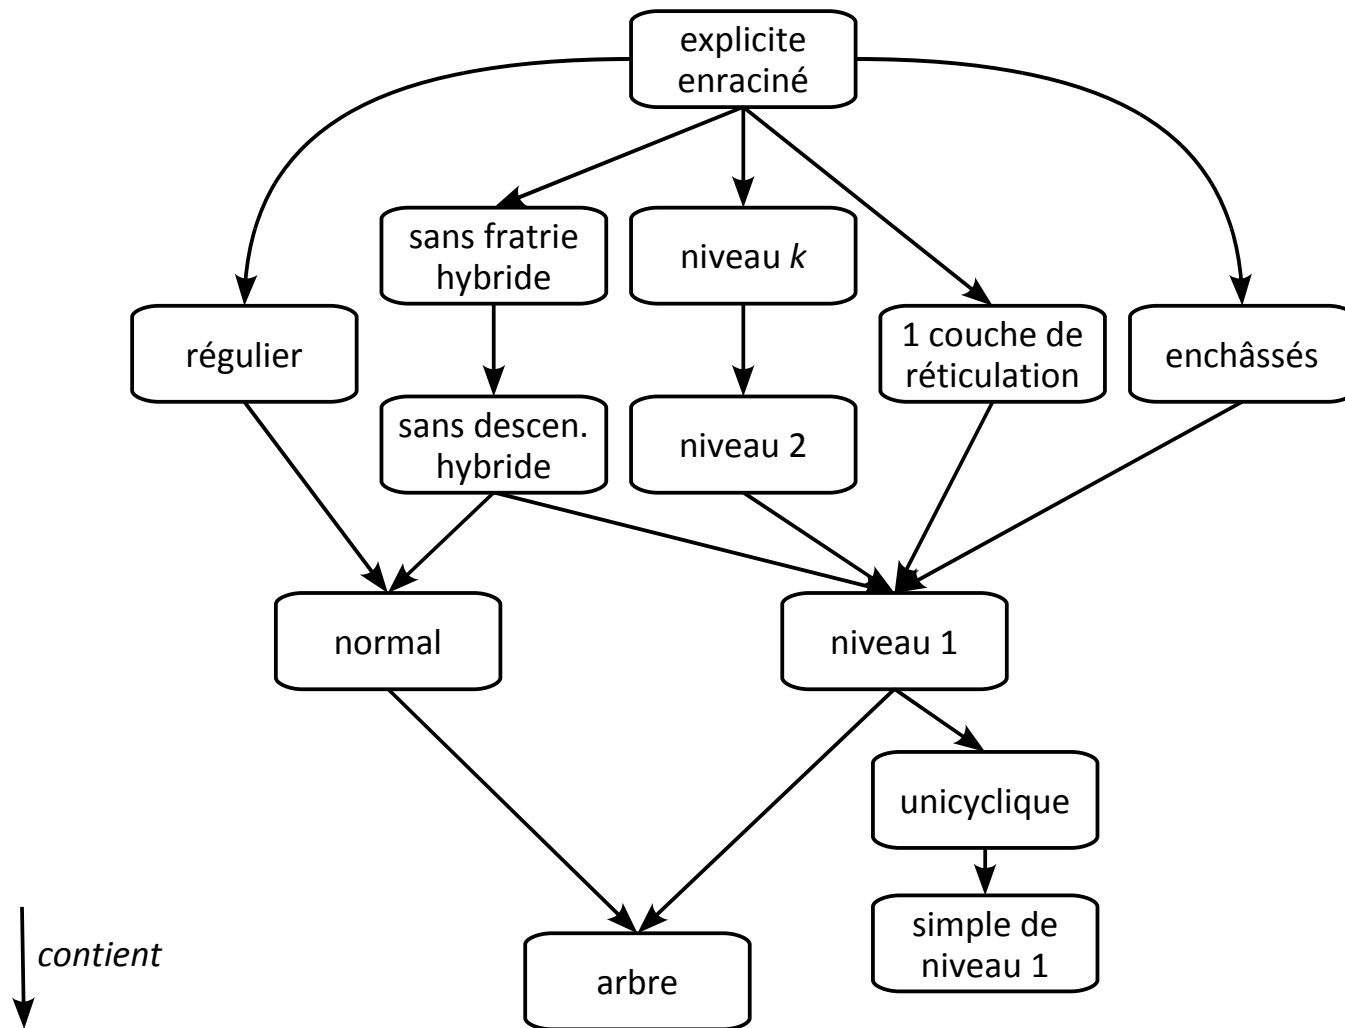 explicite
enraciné
sans fratrie
hybride
niveau k
régulier
1 couche de
réticulation
enchâssés
sans descen.
hybride
niveau 2
normal
niveau 1
unicyclique
simple de
niveau 1
contient
arbre